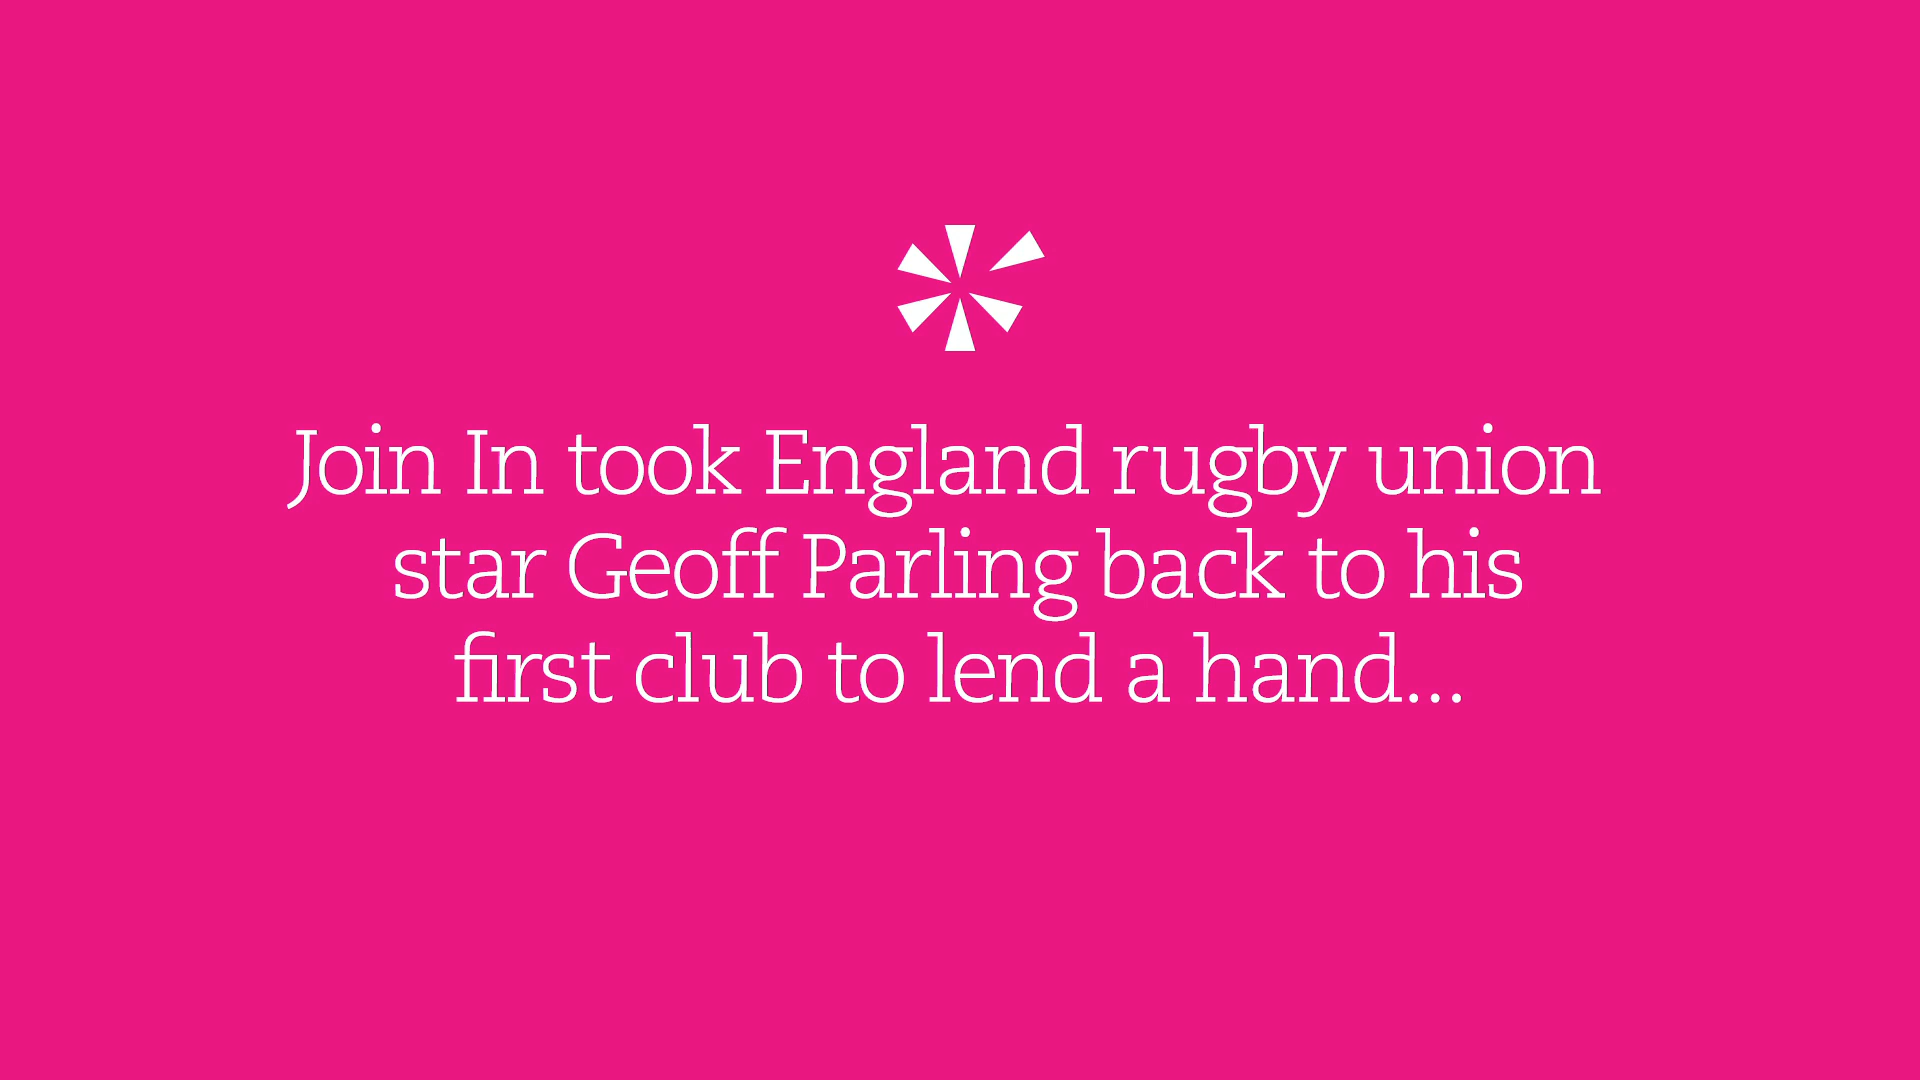 Join In took England rugby union
star Geoff Parling back to his
first club to lend a hand...